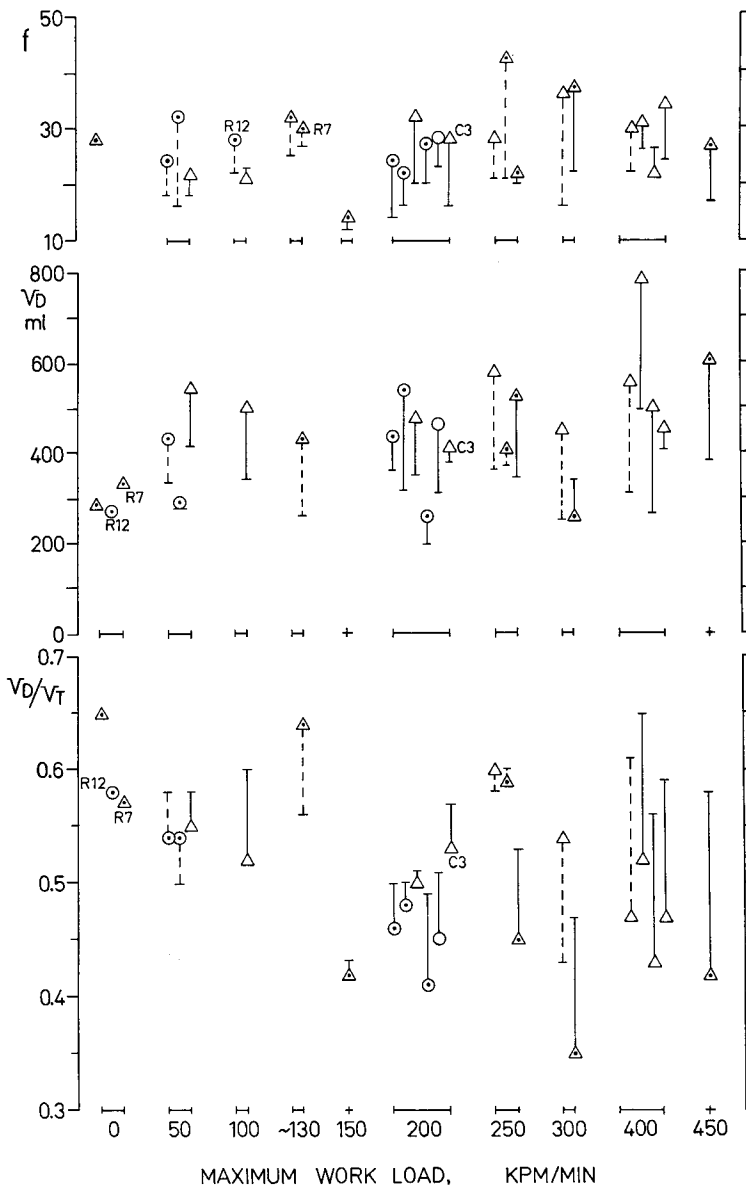 f
50
30
10
R12
R7
C3
VD
ml
800
600
400
200
0
R12
R7
C3
VD/VT
0.7
0.6
0.5
0.4
0.3
R12
R7
C3
0 50 100 ~130 150 200 250 300 400 450
MAXIMUM WORK LOAD, KPM/MIN